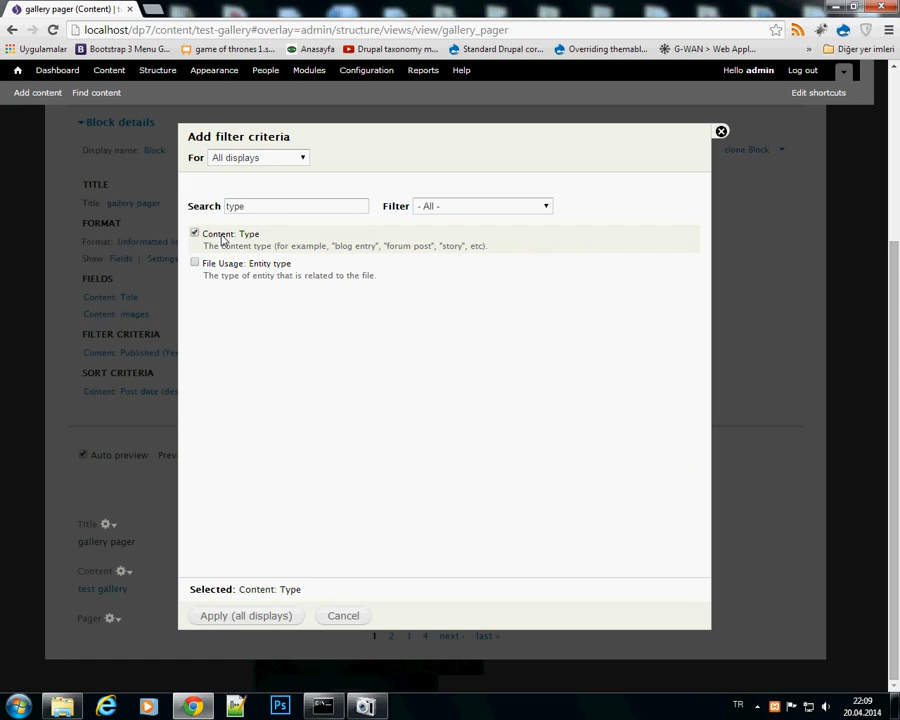 gallery pager (Content) | te
localhost/dp7/content/test-gallery#overlay=admin/structure/views/view/gallery_pager
Uygulamalar
Bootstrap 3 Menu G...
game of thrones 1.s...
Anasayfa
Drupal taxonomy m...
Standard Drupal cor...
Overriding themabl...
G-WAN > Web Appl...
»
Diğer yer imleri
Dashboard Content Structure Appearance People Modules Configuration Reports Help
Hello admin Log out
Add content Find content
Edit shortcuts
Block details
Display name: Block
clone Block
TITLE
Title: gallery pager
FORMAT
Format: Unformatted li
Show: Fields | Settings
FIELDS
Content: Title
Content: images
FILTER CRITERIA
Content: Published (Yes
SORT CRITERIA
Content: Post date (des
Auto preview Prev
Title
gallery pager
Content
test gallery
Pager
Add filter criteria
For All displays
Search type Filter - All -
Content: Type
The content type (for example, "blog entry", "forum post", "story", etc).
File Usage: Entity type
The type of entity that is related to the file.
Selected: Content: Type
Apply (all displays) Cancel
1 2 3 4 next › last »
TR
22:09
20.04.2014